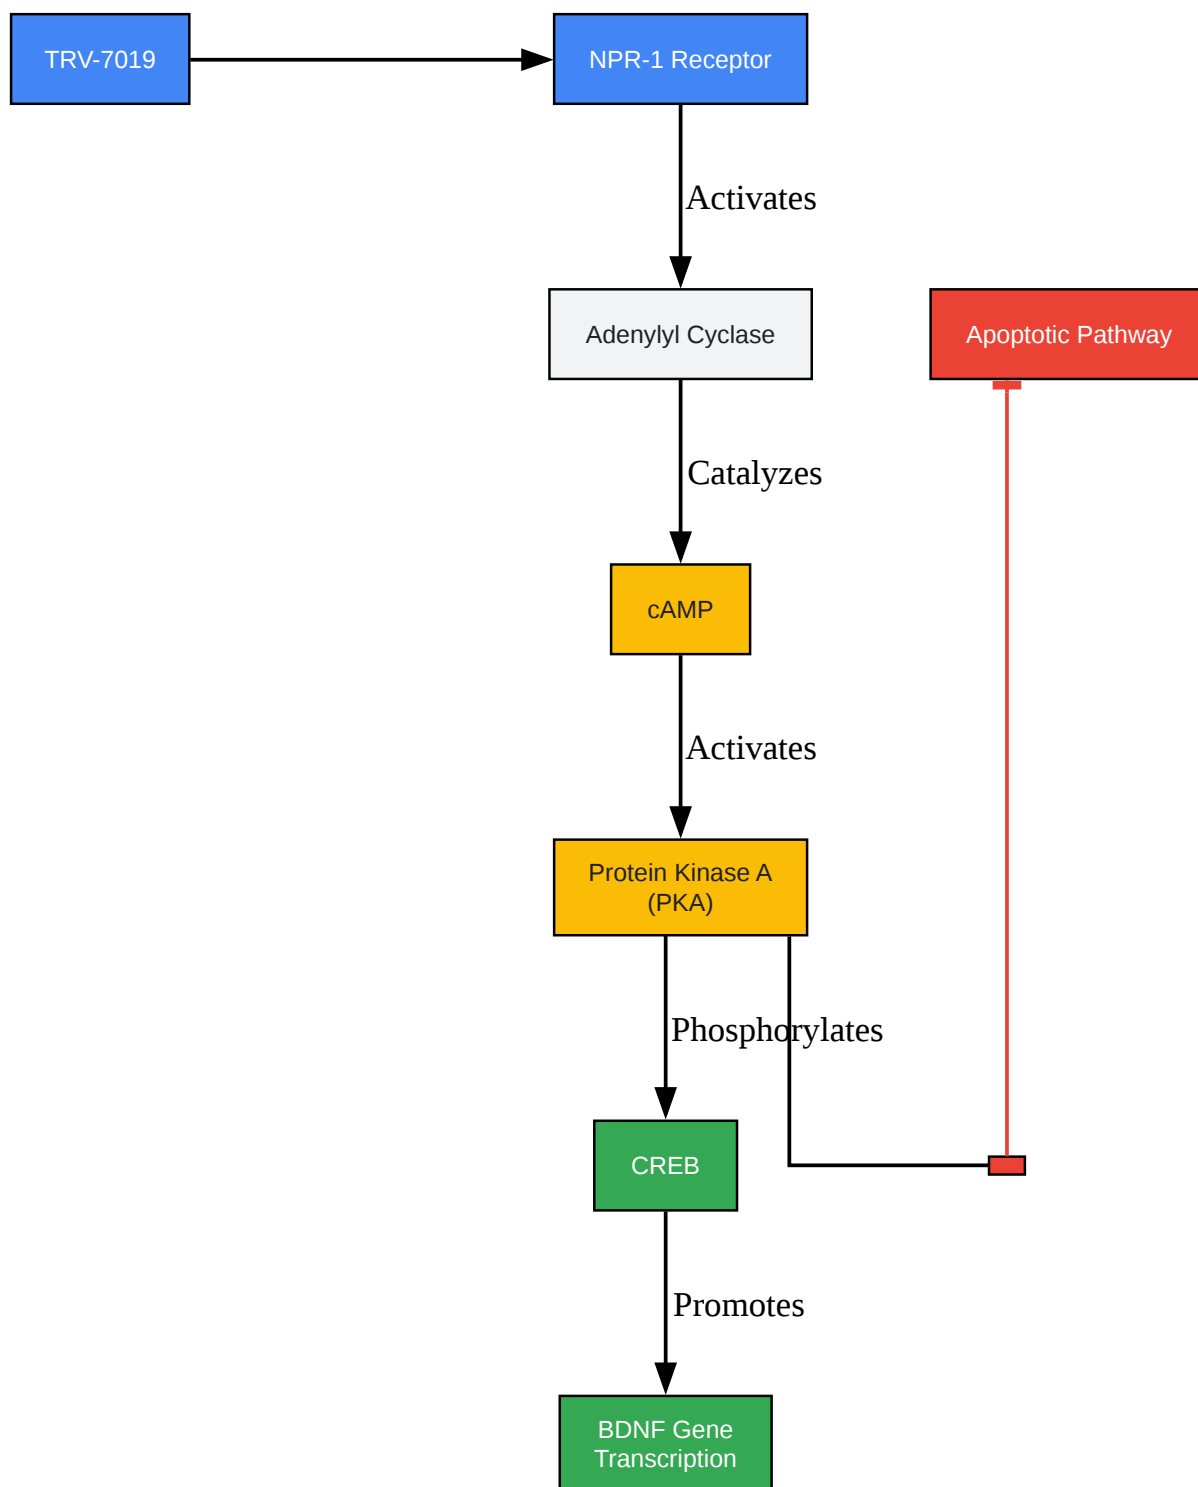 TRV-7019
NPR-1 Receptor
Activates
Adenylyl Cyclase
Apoptotic Pathway
Catalyzes
cAMP
Activates
Protein Kinase A
(PKA)
Phosphorylates
CREB
Promotes
BDNF Gene
Transcription